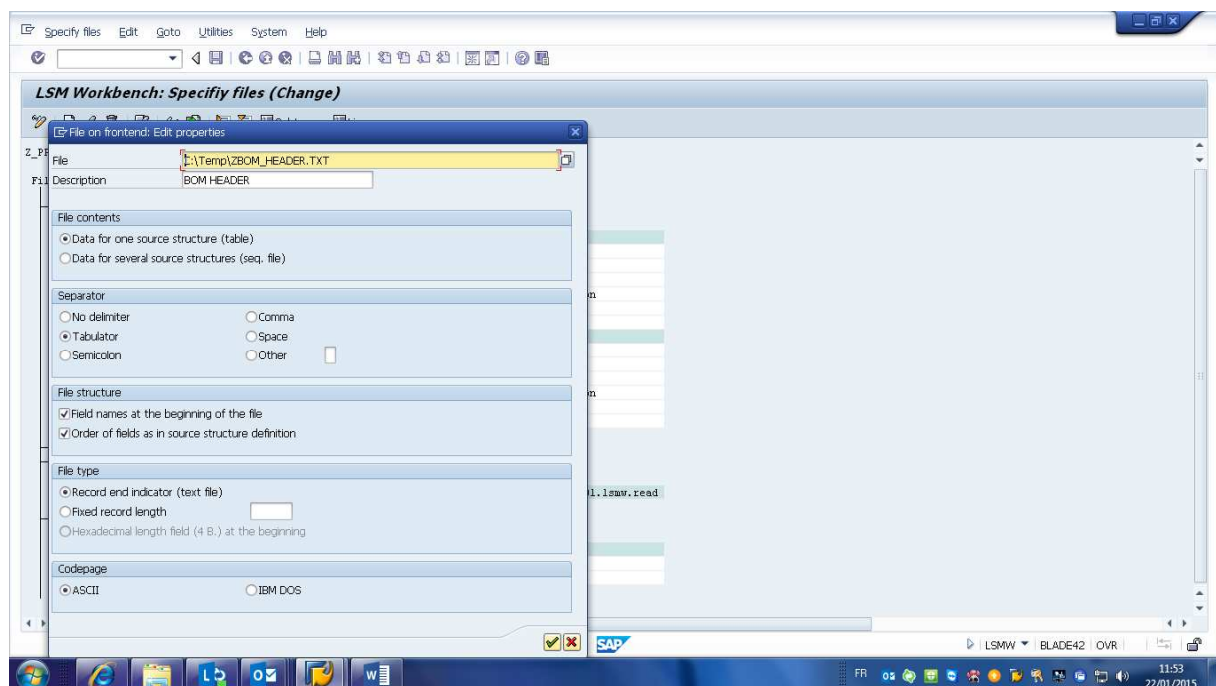 Specify files Edit Goto Utilities System Help
LSM Workbench: Specifiy files (Change)
File on frontend: Edit properties
File C:\Temp\ZBOM_HEADER.TXT
Description BOM HEADER
File contents
Data for one source structure (table)
Data for several source structures (seq. file)
Separator
No delimiter Comma
Tabulator Space
Semicolon Other
File structure
Field names at the beginning of the file
Order of fields as in source structure definition
File type
Record end indicator (text file)
Fixed record length
Hexadecimal length field (4 B.) at the beginning
Codepage
ASCII IBM DOS
n
n
01.lsmw.read
SAP
LSMW BLADE42 OVR
FR 11:53
22/01/2015